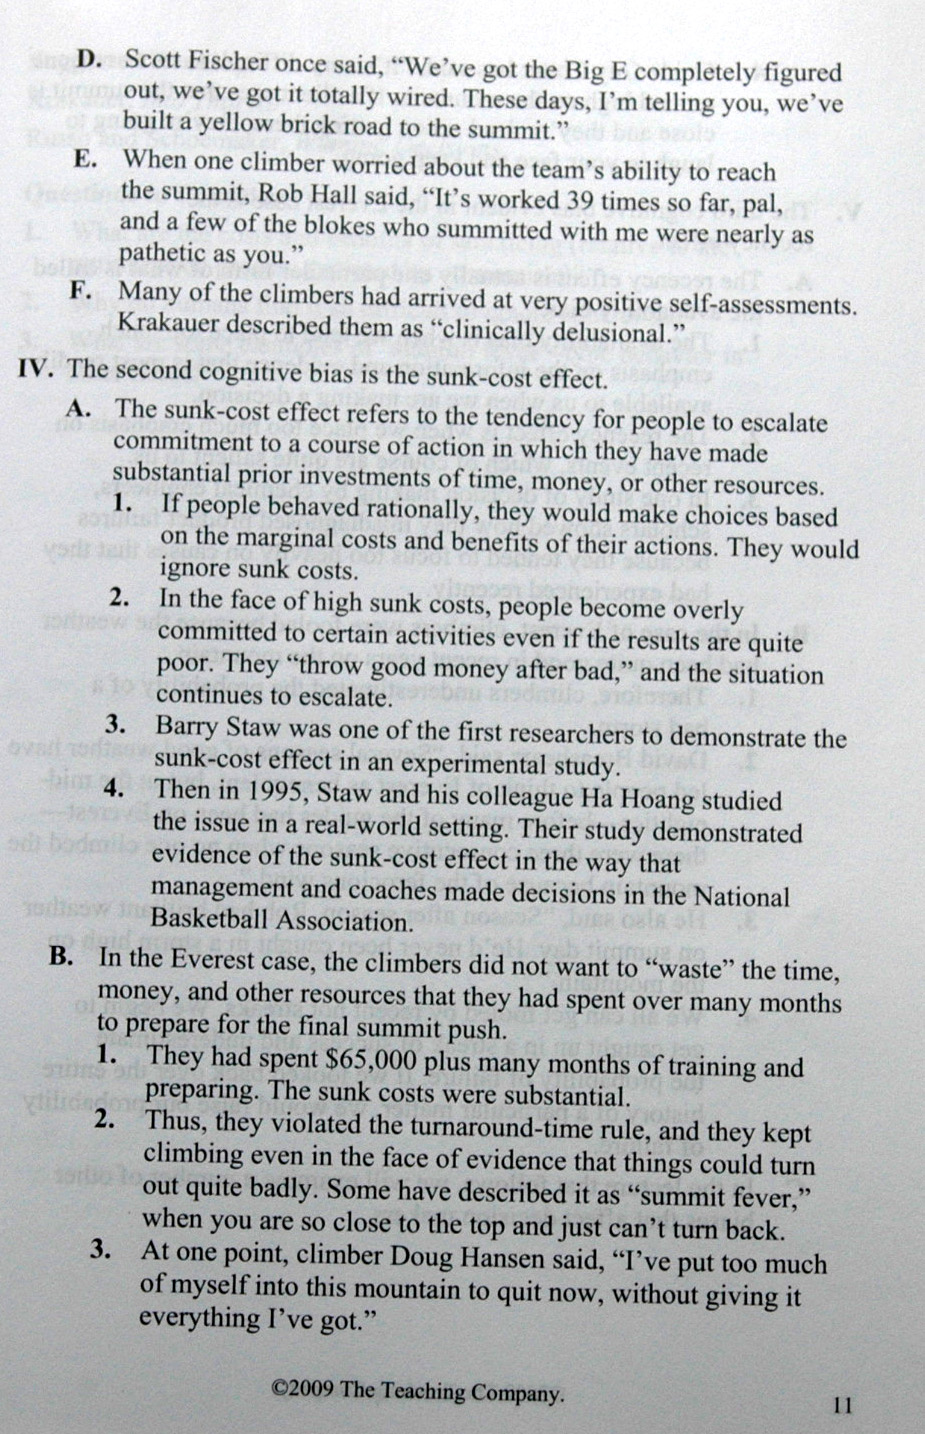 D. Scott Fischer once said, “We’ve got the Big E completely figured
out, we’ve got it totally wired. These days, I’m telling you, we’ve
built a yellow brick road to the summit.”
E. When one climber worried about the team’s ability to reach
the summit, Rob Hall said, “It’s worked 39 times so far, pal,
and a few of the blokes who summitted with me were nearly as
pathetic as you.”
F. Many of the climbers had arrived at very positive self-assessments.
Krakauer described them as “clinically delusional.”
IV. The second cognitive bias is the sunk-cost effect.
A. The sunk-cost effect refers to the tendency for people to escalate
commitment to a course of action in which they have made
substantial prior investments of time, money, or other resources.
1. If people behaved rationally, they would make choices based
on the marginal costs and benefits of their actions. They would
ignore sunk costs.
2. In the face of high sunk costs, people become overly
committed to certain activities even if the results are quite
poor. They “throw good money after bad,” and the situation
continues to escalate.
3. Barry Staw was one of the first researchers to demonstrate the
sunk-cost effect in an experimental study.
4. Then in 1995, Staw and his colleague Ha Hoang studied
the issue in a real-world setting. Their study demonstrated
evidence of the sunk-cost effect in the way that
management and coaches made decisions in the National
Basketball Association.
B. In the Everest case, the climbers did not want to “waste” the time,
money, and other resources that they had spent over many months
to prepare for the final summit push.
1. They had spent $65,000 plus many months of training and
preparing. The sunk costs were substantial.
2. Thus, they violated the turnaround-time rule, and they kept
climbing even in the face of evidence that things could turn
out quite badly. Some have described it as “summit fever,”
when you are so close to the top and just can’t turn back.
3. At one point, climber Doug Hansen said, “I’ve put too much
of myself into this mountain to quit now, without giving it
everything I’ve got.”
©2009 The Teaching Company.
11